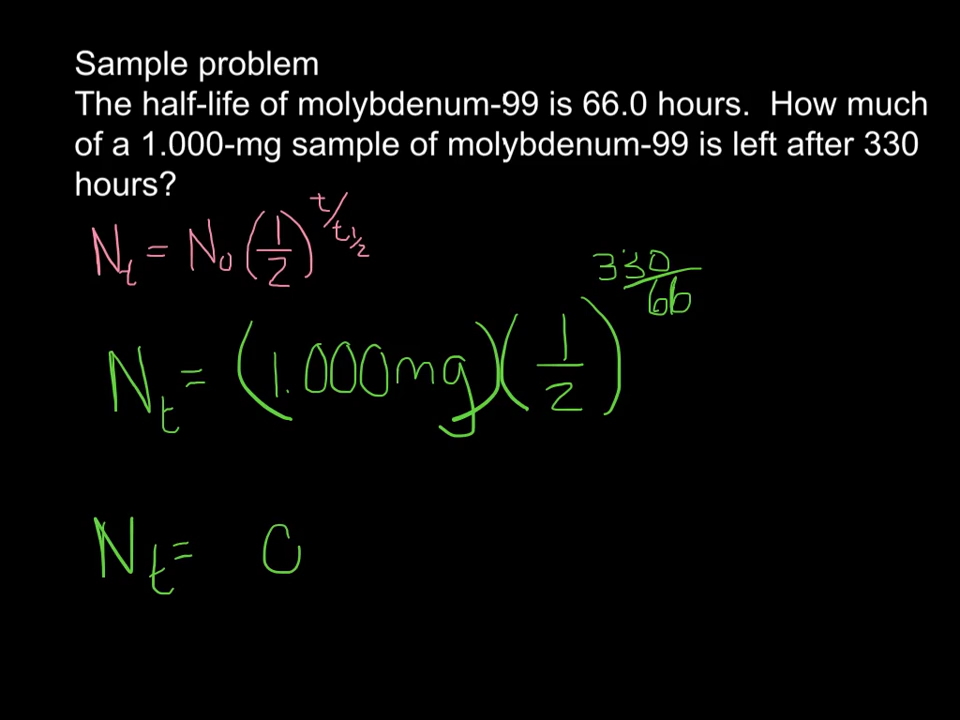 Sample problem
The half-life of molybdenum-99 is 66.0 hours. How much
of a 1.000-mg sample of molybdenum-99 is left after 330
hours?
Nt = N0 (1/2)^t/t1/2
Nt = (1.000mg)(1/2)^330/66
Nt = 0